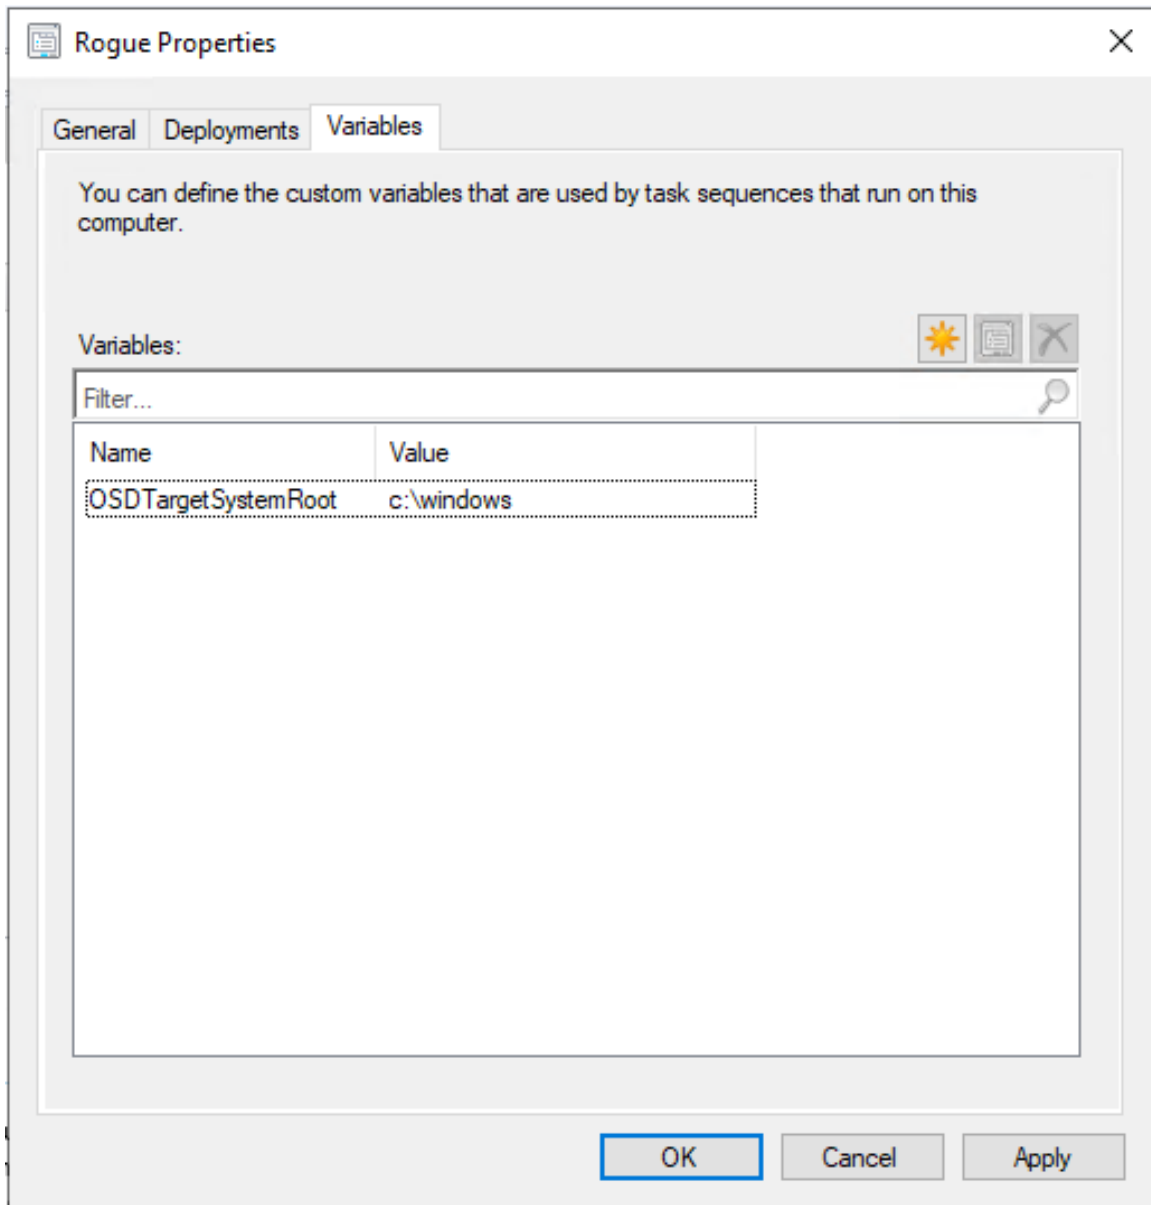 Rogue Properties
General Deployments Variables
You can define the custom variables that are used by task sequences that run on this
computer.
Variables:
Filter...
Name Value
OSDTargetSystemRoot c:\windows
OK Cancel Apply